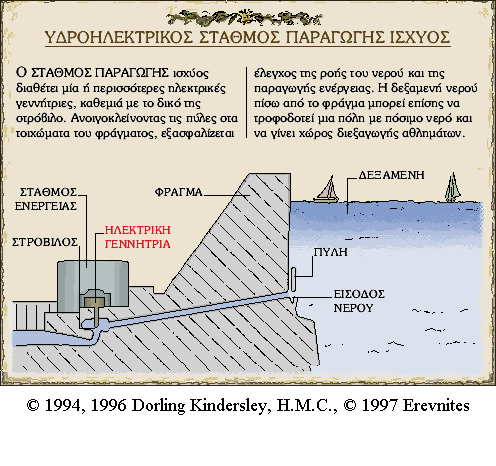 ΥΔΡΟΗΛΕΚΤΡΙΚΟΣ ΣΤΑΘΜΟΣ ΠΑΡΑΓΩΓΗΣ ΙΣΧΥΟΣ
Ο ΣΤΑΘΜΟΣ ΠΑΡΑΓΩΓΗΣ ισχύος
διαθέτει μία ή περισσότερες ηλεκτρικές
γεννήτριες, καθεμιά με το δικό της
στρόβιλο. Ανοιγοκλείνοντας τις πύλες στα
τοιχώματα του φράγματος, εξασφαλίζεται
έλεγχος της ροής του νερού και της
παραγωγής ενέργειας. Η δεξαμενή νερού
πίσω από το φράγμα μπορεί επίσης να
τροφοδοτεί μια πόλη με πόσιμο νερό και
να γίνει χώρος διεξαγωγής αθλημάτων.
ΣΤΑΘΜΟΣ
ΕΝΕΡΓΕΙΑΣ
ΦΡΑΓΜΑ
ΔΕΞΑΜΕΝΗ
ΣΤΡΟΒΙΛΟΣ
ΗΛΕΚΤΡΙΚΗ
ΓΕΝΝΗΤΡΙΑ
ΠΥΛΗ
ΕΙΣΟΔΟΣ
ΝΕΡΟΥ
© 1994, 1996 Dorling Kindersley, H.M.C., © 1997 Erevnites